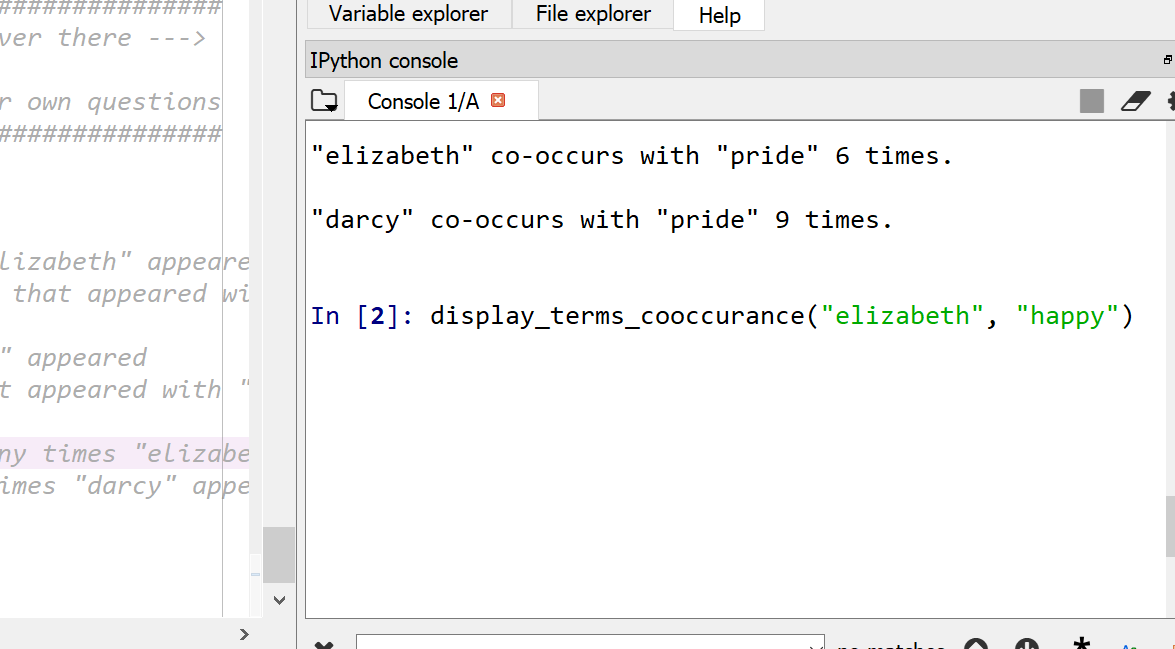 ###############
ver there --->
r own questions
###############
lizabeth" appeare
that appeared wi
" appeared
t appeared with "
ny times "elizabe
imes "darcy" appe
Variable explorer File explorer Help
IPython console
Console 1/A
"elizabeth" co-occurs with "pride" 6 times.
"darcy" co-occurs with "pride" 9 times.
In [2]: display_terms_cooccurance("elizabeth", "happy")
no matches